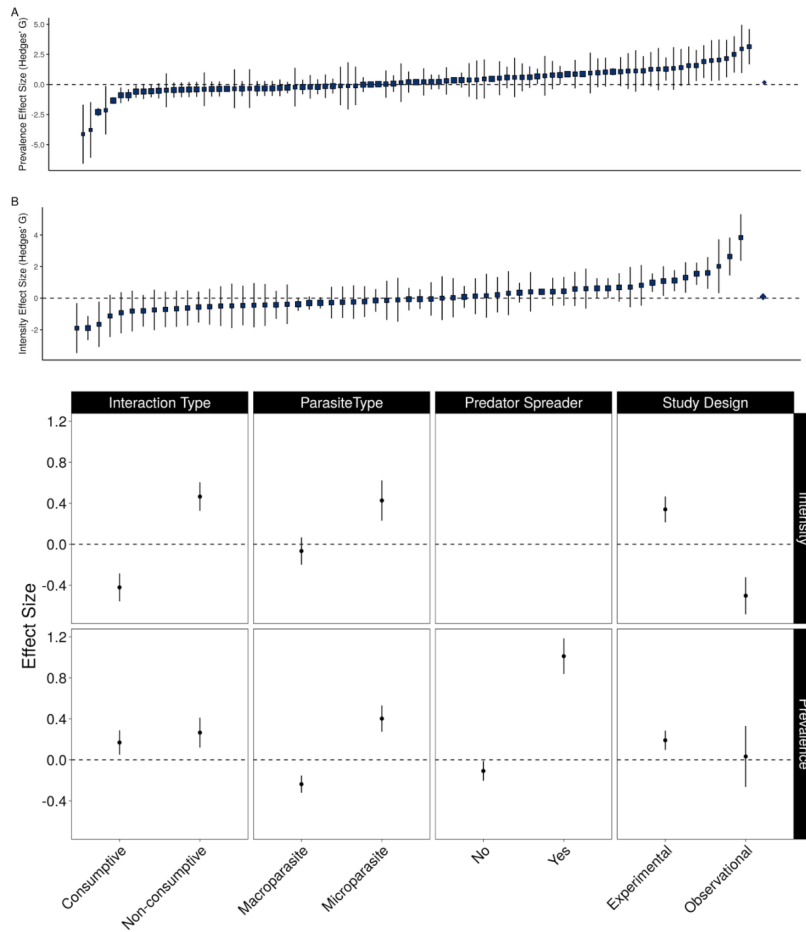 A
Prevalence Effect Size (Hedges' G)
5.0
2.5
0.0
-2.5
-5.0
B
Intensity Effect Size (Hedges' G)
4
2
0
-2
Interaction Type
ParasiteType
Predator Spreader
Study Design
Effect Size
1.2
0.8
0.4
0.0
-0.4
Intensity
1.2
0.8
0.4
0.0
-0.4
Prevalence
Consumptive
Non-consumptive
Macroparasite
Microparasite
No
Yes
Experimental
Observational